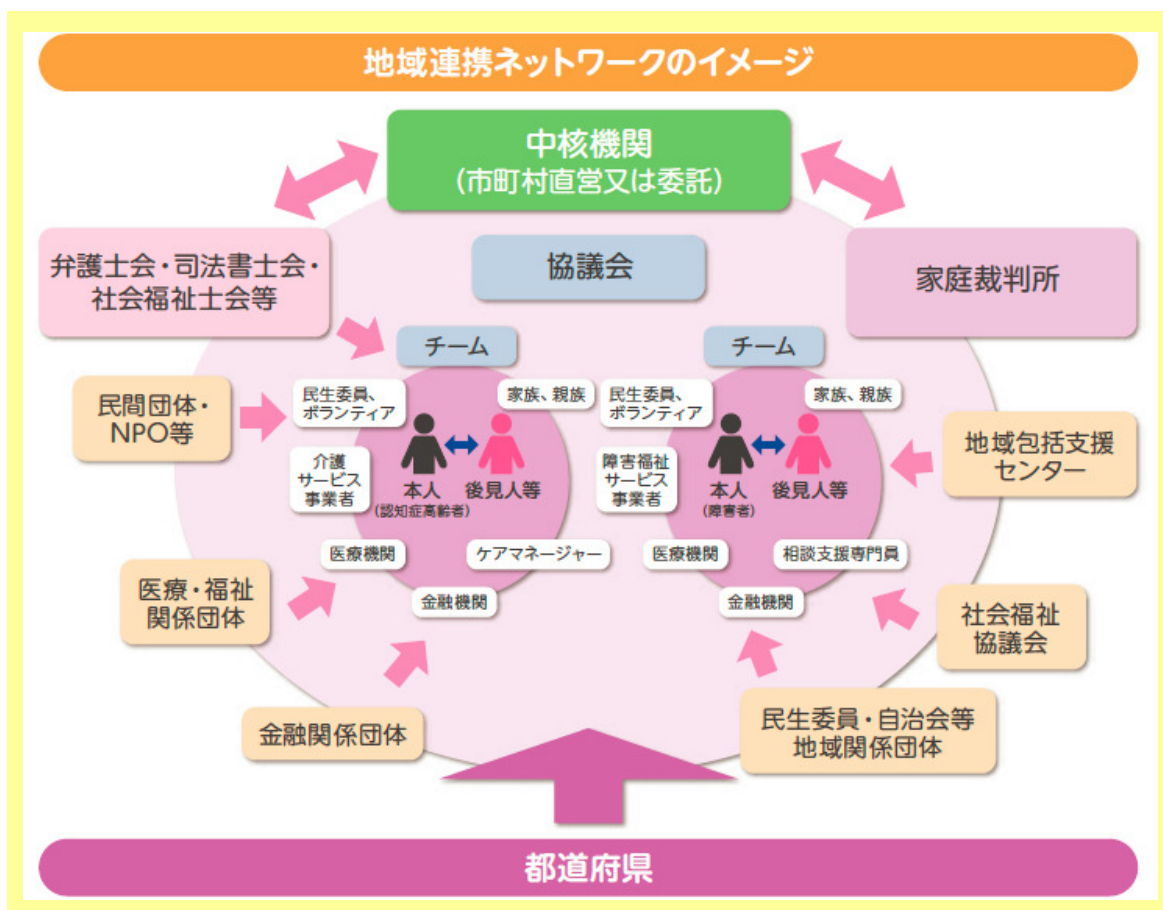 地域連携ネットワークのイメージ
中核機関
(市町村直営又は委託)
弁護士会・司法書士会・
社会福祉士会等
協議会
家庭裁判所
チーム
民生委員、
ボランティア
家族、親族
介護
サービス
事業者
本人
(認知症高齢者)
後見人等
医療機関
ケアマネージャー
金融機関
チーム
民生委員、
ボランティア
家族、親族
障害福祉
サービス
事業者
本人
(障害者)
後見人等
医療機関
相談支援専門員
金融機関
民間団体・
NPO等
地域包括支援
センター
医療・福祉
関係団体
社会福祉
協議会
金融関係団体
民生委員・自治会等
地域関係団体
都道府県